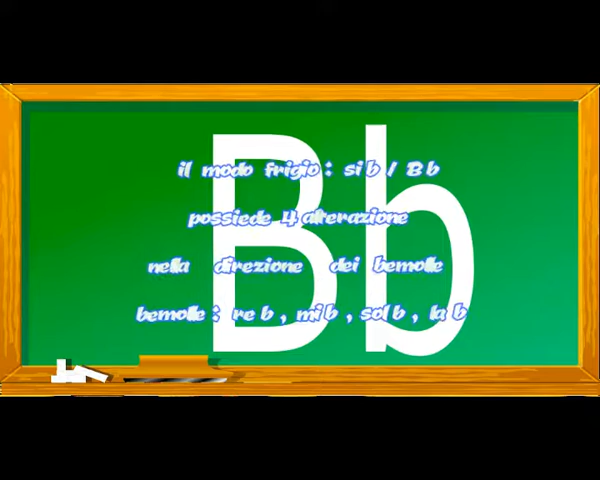 Bb
il modo frigio : si b / B b
possiede 4 alterazione
nella direzione dei bemolle
bemolle : re b , mi b , sol b , la b